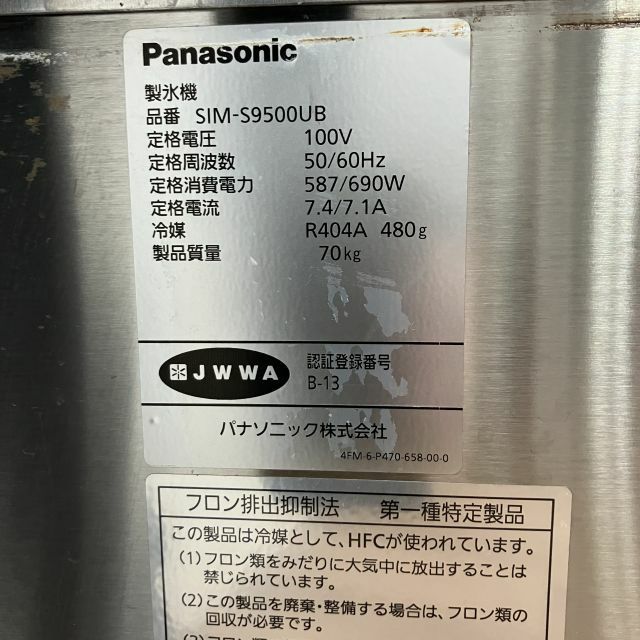 Panasonic
製氷機
品番 SIM-S9500UB
定格電圧 100V
定格周波数 50/60Hz
定格消費電力 587/690W
定格電流 7.4/7.1A
冷媒 R404A 480g
製品質量 70kg
JWWA 認証登録番号
B-13
パナソニック株式会社
4FM-6-P470-658-00-0
フロン排出抑制法 第一種特定製品
この製品は冷媒として、HFCが使われています。
(1)フロン類をみだりに大気中に放出することは
禁じられています。
(2)この製品を廃棄・整備する場合は、フロン類の
回収が必要です。